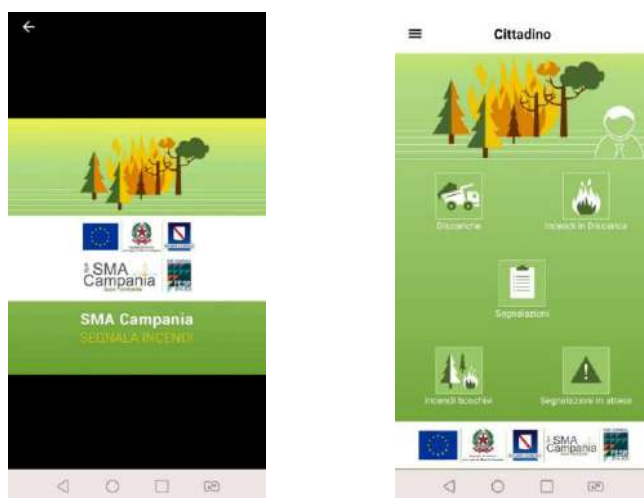 SMA
Campania
SMA Campania
SEGNALA INCENDI
Cittadino
Discariche
Incendi in Discarica
Segnalazioni
Incendi boschivi
Segnalazioni in attesa
SMA
Campania